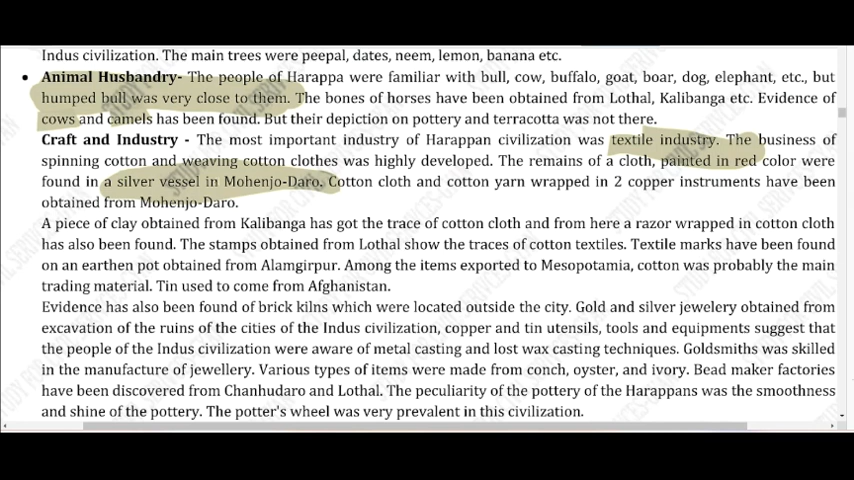 Indus civilization. The main trees were peepal, dates, neem, lemon, banana etc.
• Animal Husbandry- The people of Harappa were familiar with bull, cow, buffalo, goat, boar, dog, elephant, etc., but
humped bull was very close to them. The bones of horses have been obtained from Lothal, Kalibanga etc. Evidence of
cows and camels has been found. But their depiction on pottery and terracotta was not there.
Craft and Industry - The most important industry of Harappan civilization was textile industry. The business of
spinning cotton and weaving cotton clothes was highly developed. The remains of a cloth, painted in red color were
found in a silver vessel in Mohenjo-Daro. Cotton cloth and cotton yarn wrapped in 2 copper instruments have been
obtained from Mohenjo-Daro.
A piece of clay obtained from Kalibanga has got the trace of cotton cloth and from here a razor wrapped in cotton cloth
has also been found. The stamps obtained from Lothal show the traces of cotton textiles. Textile marks have been found
on an earthen pot obtained from Alamgirpur. Among the items exported to Mesopotamia, cotton was probably the main
trading material. Tin used to come from Afghanistan.
Evidence has also been found of brick kilns which were located outside the city. Gold and silver jewelery obtained from
excavation of the ruins of the cities of the Indus civilization, copper and tin utensils, tools and equipments suggest that
the people of the Indus civilization were aware of metal casting and lost wax casting techniques. Goldsmiths was skilled
in the manufacture of jewellery. Various types of items were made from conch, oyster, and ivory. Bead maker factories
have been discovered from Chanhudaro and Lothal. The peculiarity of the pottery of the Harappans was the smoothness
and shine of the pottery. The potter's wheel was very prevalent in this civilization.